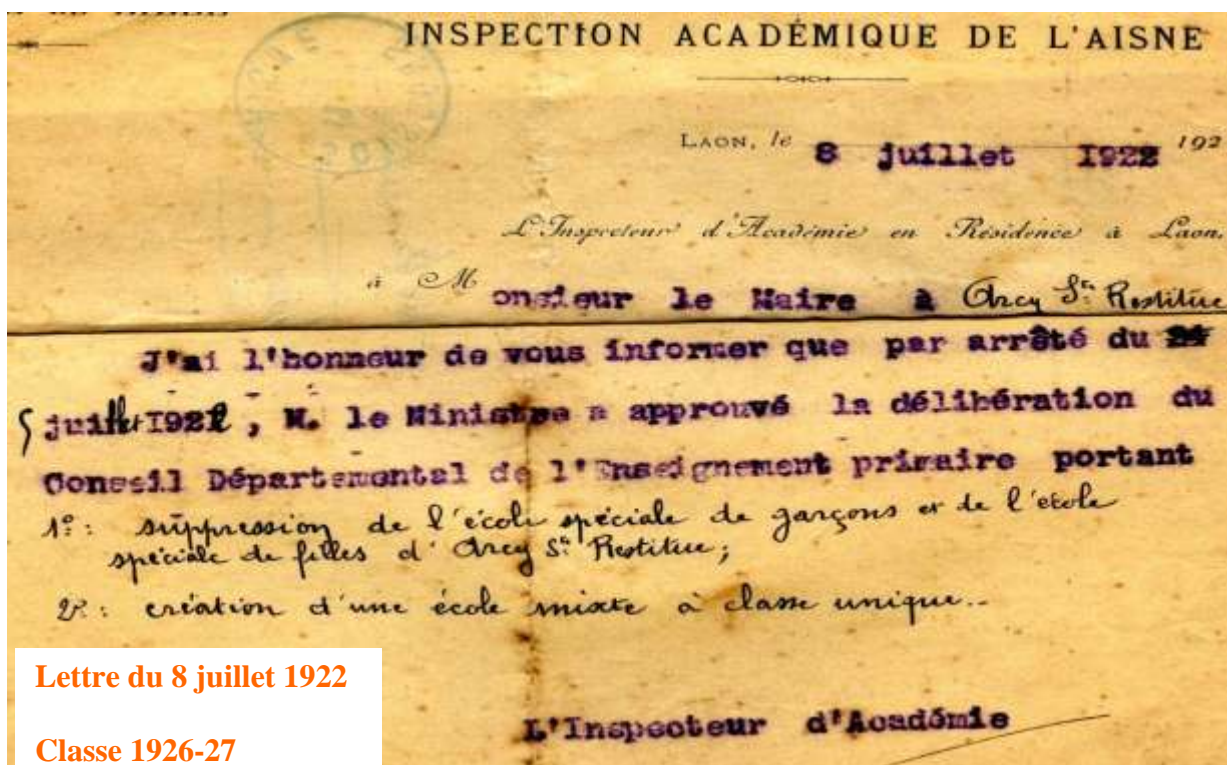 INSPECTION ACADÉMIQUE DE L'AISNE
LAON, le 8 juillet 1922 192
L'Inspecteur d'Académie en Résidence à Laon.
à Monsieur le Maire à Arcy Ste Restitue
J'ai l'honneur de vous informer que par arrêté du
5 juillet 1922, M. le Ministre a approuvé la délibération du
Conseil Départemental de l'Enseignement primaire portant
1º: suppression de l'école spéciale de garçons et de l'école
spéciale de filles d'Arcy Ste Restitue;
2º: création d'une école mixte à classe unique..
Lettre du 8 juillet 1922
Classe 1926-27
L'Inspecteur d'Académie